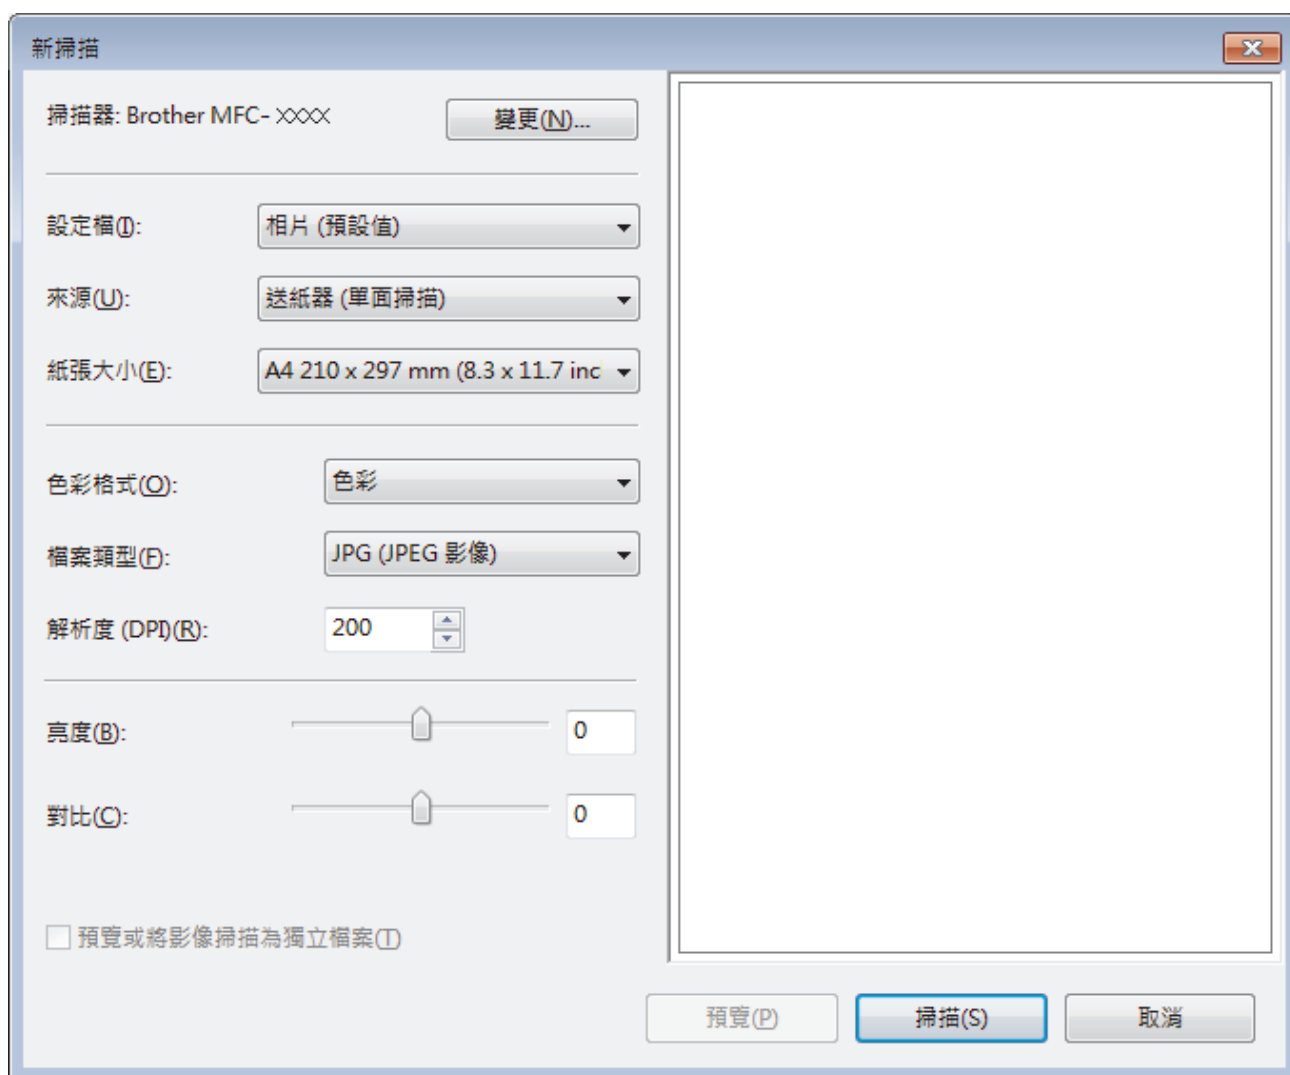 新掃描
掃描器: Brother MFC- XXXX
變更(N)...
設定檔(I):
相片 (預設值)
來源(U):
送紙器 (單面掃描)
紙張大小(E):
A4 210 x 297 mm (8.3 x 11.7 inc
色彩格式(O):
色彩
檔案類型(F):
JPG (JPEG 影像)
解析度 (DPI)(R):
200
亮度(B):
0
對比(C):
0
預覽或將影像掃描為獨立檔案(T)
預覽(P)
掃描(S)
取消